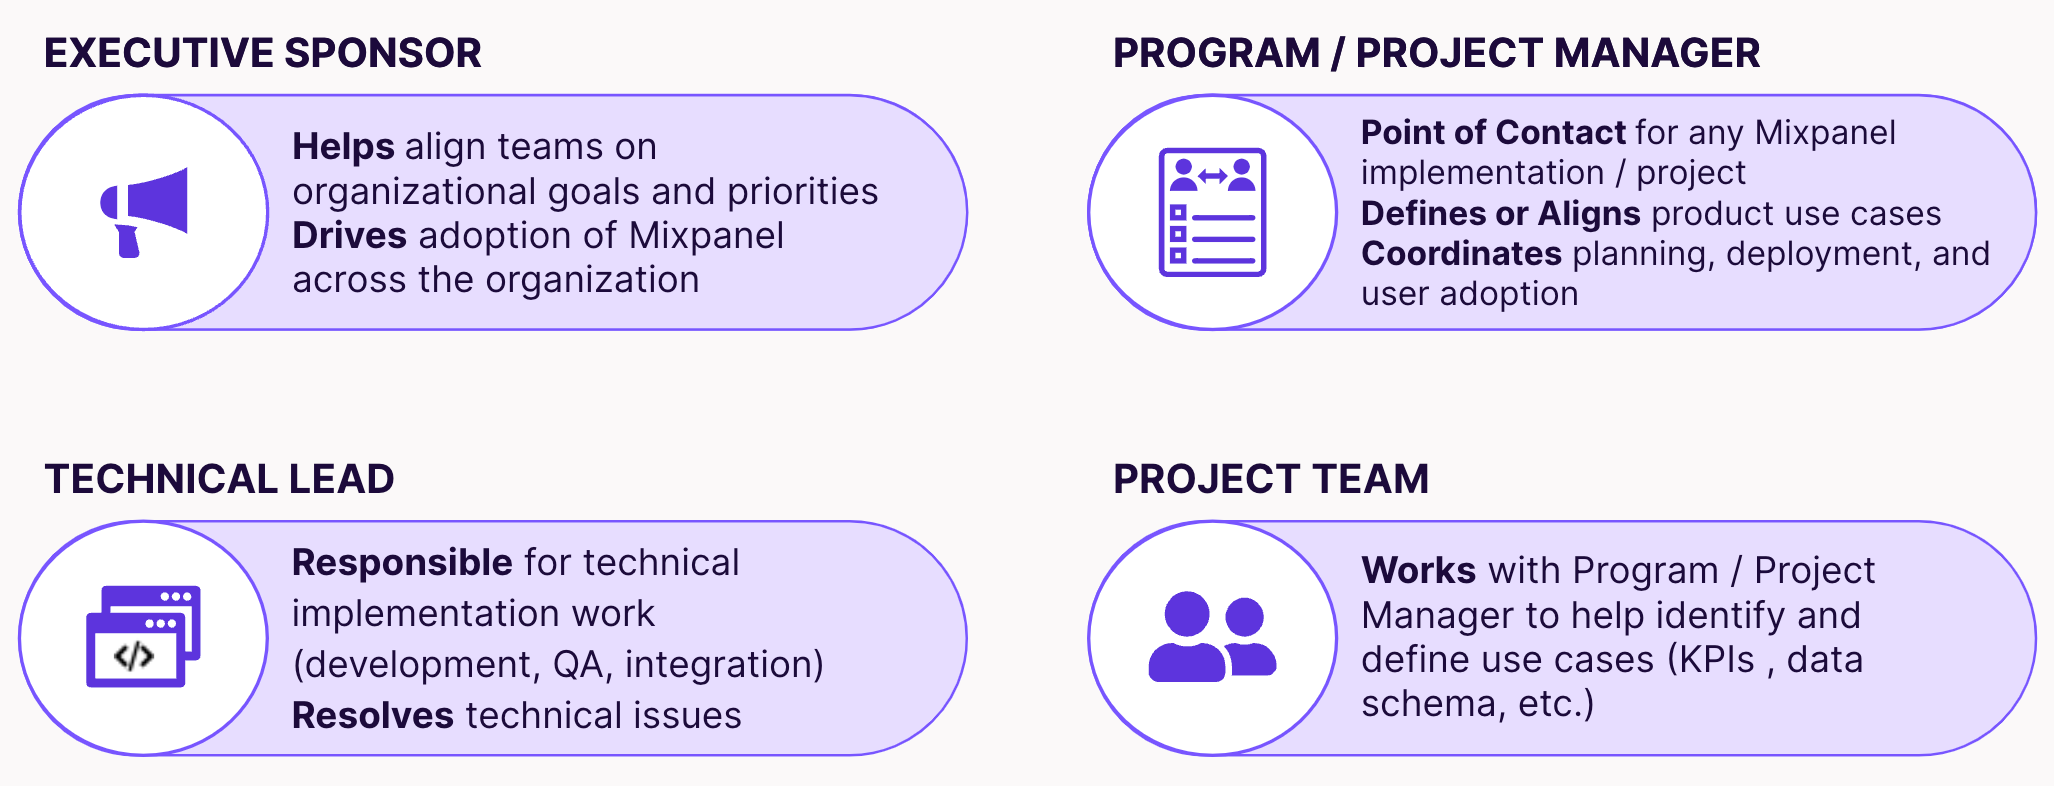 EXECUTIVE SPONSOR
Helps align teams on
organizational goals and priorities
Drives adoption of Mixpanel
across the organization
PROGRAM / PROJECT MANAGER
Point of Contact for any Mixpanel
implementation / project
Defines or Aligns product use cases
Coordinates planning, deployment, and
user adoption
TECHNICAL LEAD
</>
Responsible for technical
implementation work
(development, QA, integration)
Resolves technical issues
PROJECT TEAM
Works with Program / Project
Manager to help identify and
define use cases (KPIs , data
schema, etc.)